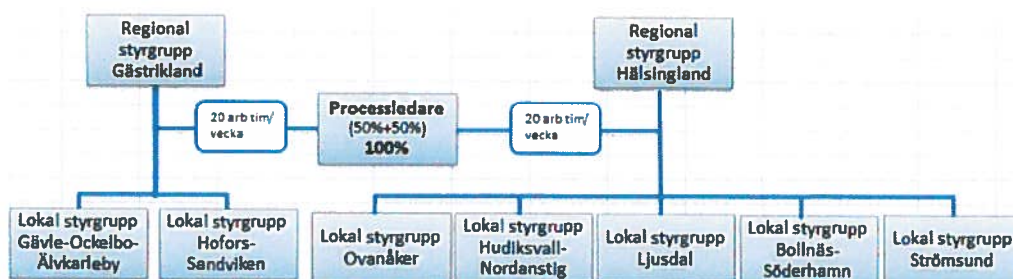 Regional
styrgrupp
Gästrikland
Regional
styrgrupp
Hälsingland
20 arb tim/
vecka
Processledare
(50%+50%)
100%
20 arb tim/
vecka
Lokal styrgrupp
Gävle-Ockelbo-
Älvkarleby
Lokal styrgrupp
Hofors-
Sandviken
Lokal styrgrupp
Ovanåker
Lokal styrgrupp
Hudiksvall-
Nordanstig
Lokal styrgrupp
Ljusdal
Lokal styrgrupp
Bollnäs-
Söderhamn
Lokal styrgrupp
Strömsund